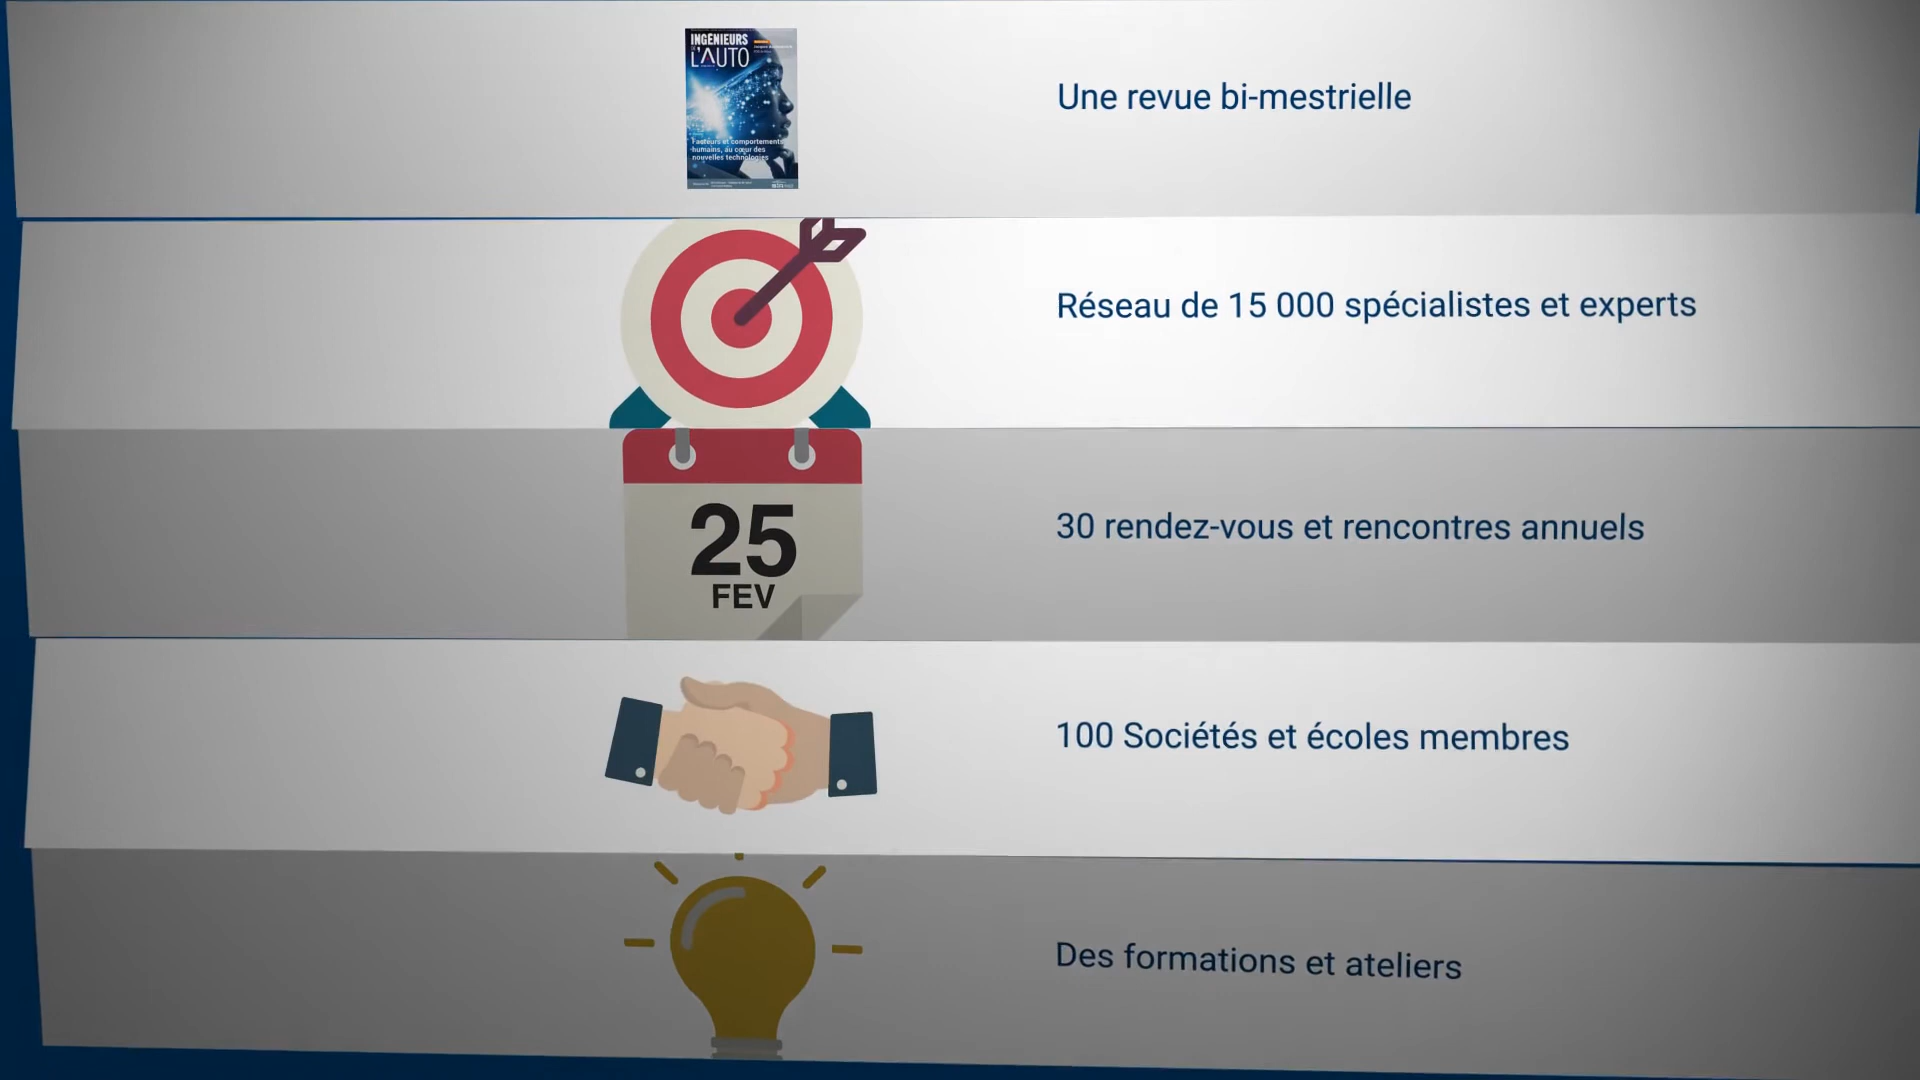 INGÉNIEURS
L'AUTO
Facteurs et comportements
humains, au cœur des
nouvelles technologies
Une revue bi-mestrielle
Réseau de 15 000 spécialistes et experts
25
FEV
30 rendez-vous et rencontres annuels
100 Sociétés et écoles membres
Des formations et ateliers